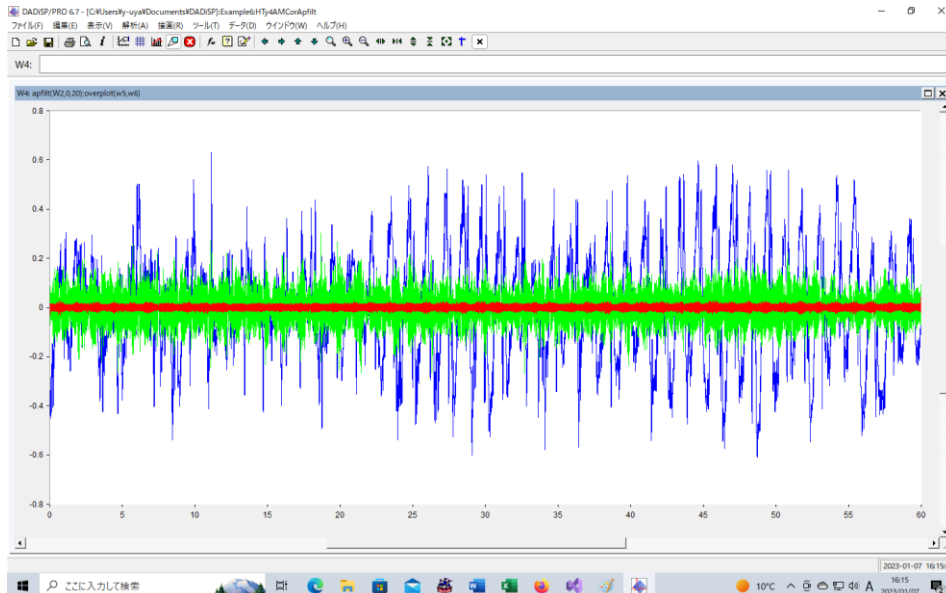 DADiSP/PRO 6.7 - [C:¥Users¥y-uya¥Documents¥DADiSP]:Example6:HTy4AMCorApfilt
ファイル(F) 編集(E) 表示(V) 解析(A) 描画(R) ツール(T) データ(D) ウインドウ(W) ヘルプ(H)
W4:
W4: apfilt(W2,0,20);overplot(w5,w6)
0.8
0.6
0.4
0.2
0
-0.2
-0.4
-0.6
-0.8
0 5 10 15 20 25 30 35 40 45 50 55 60
2023-01-07 16:15:
ここに入力して検索
10°C
A
16:15
2023/01/07